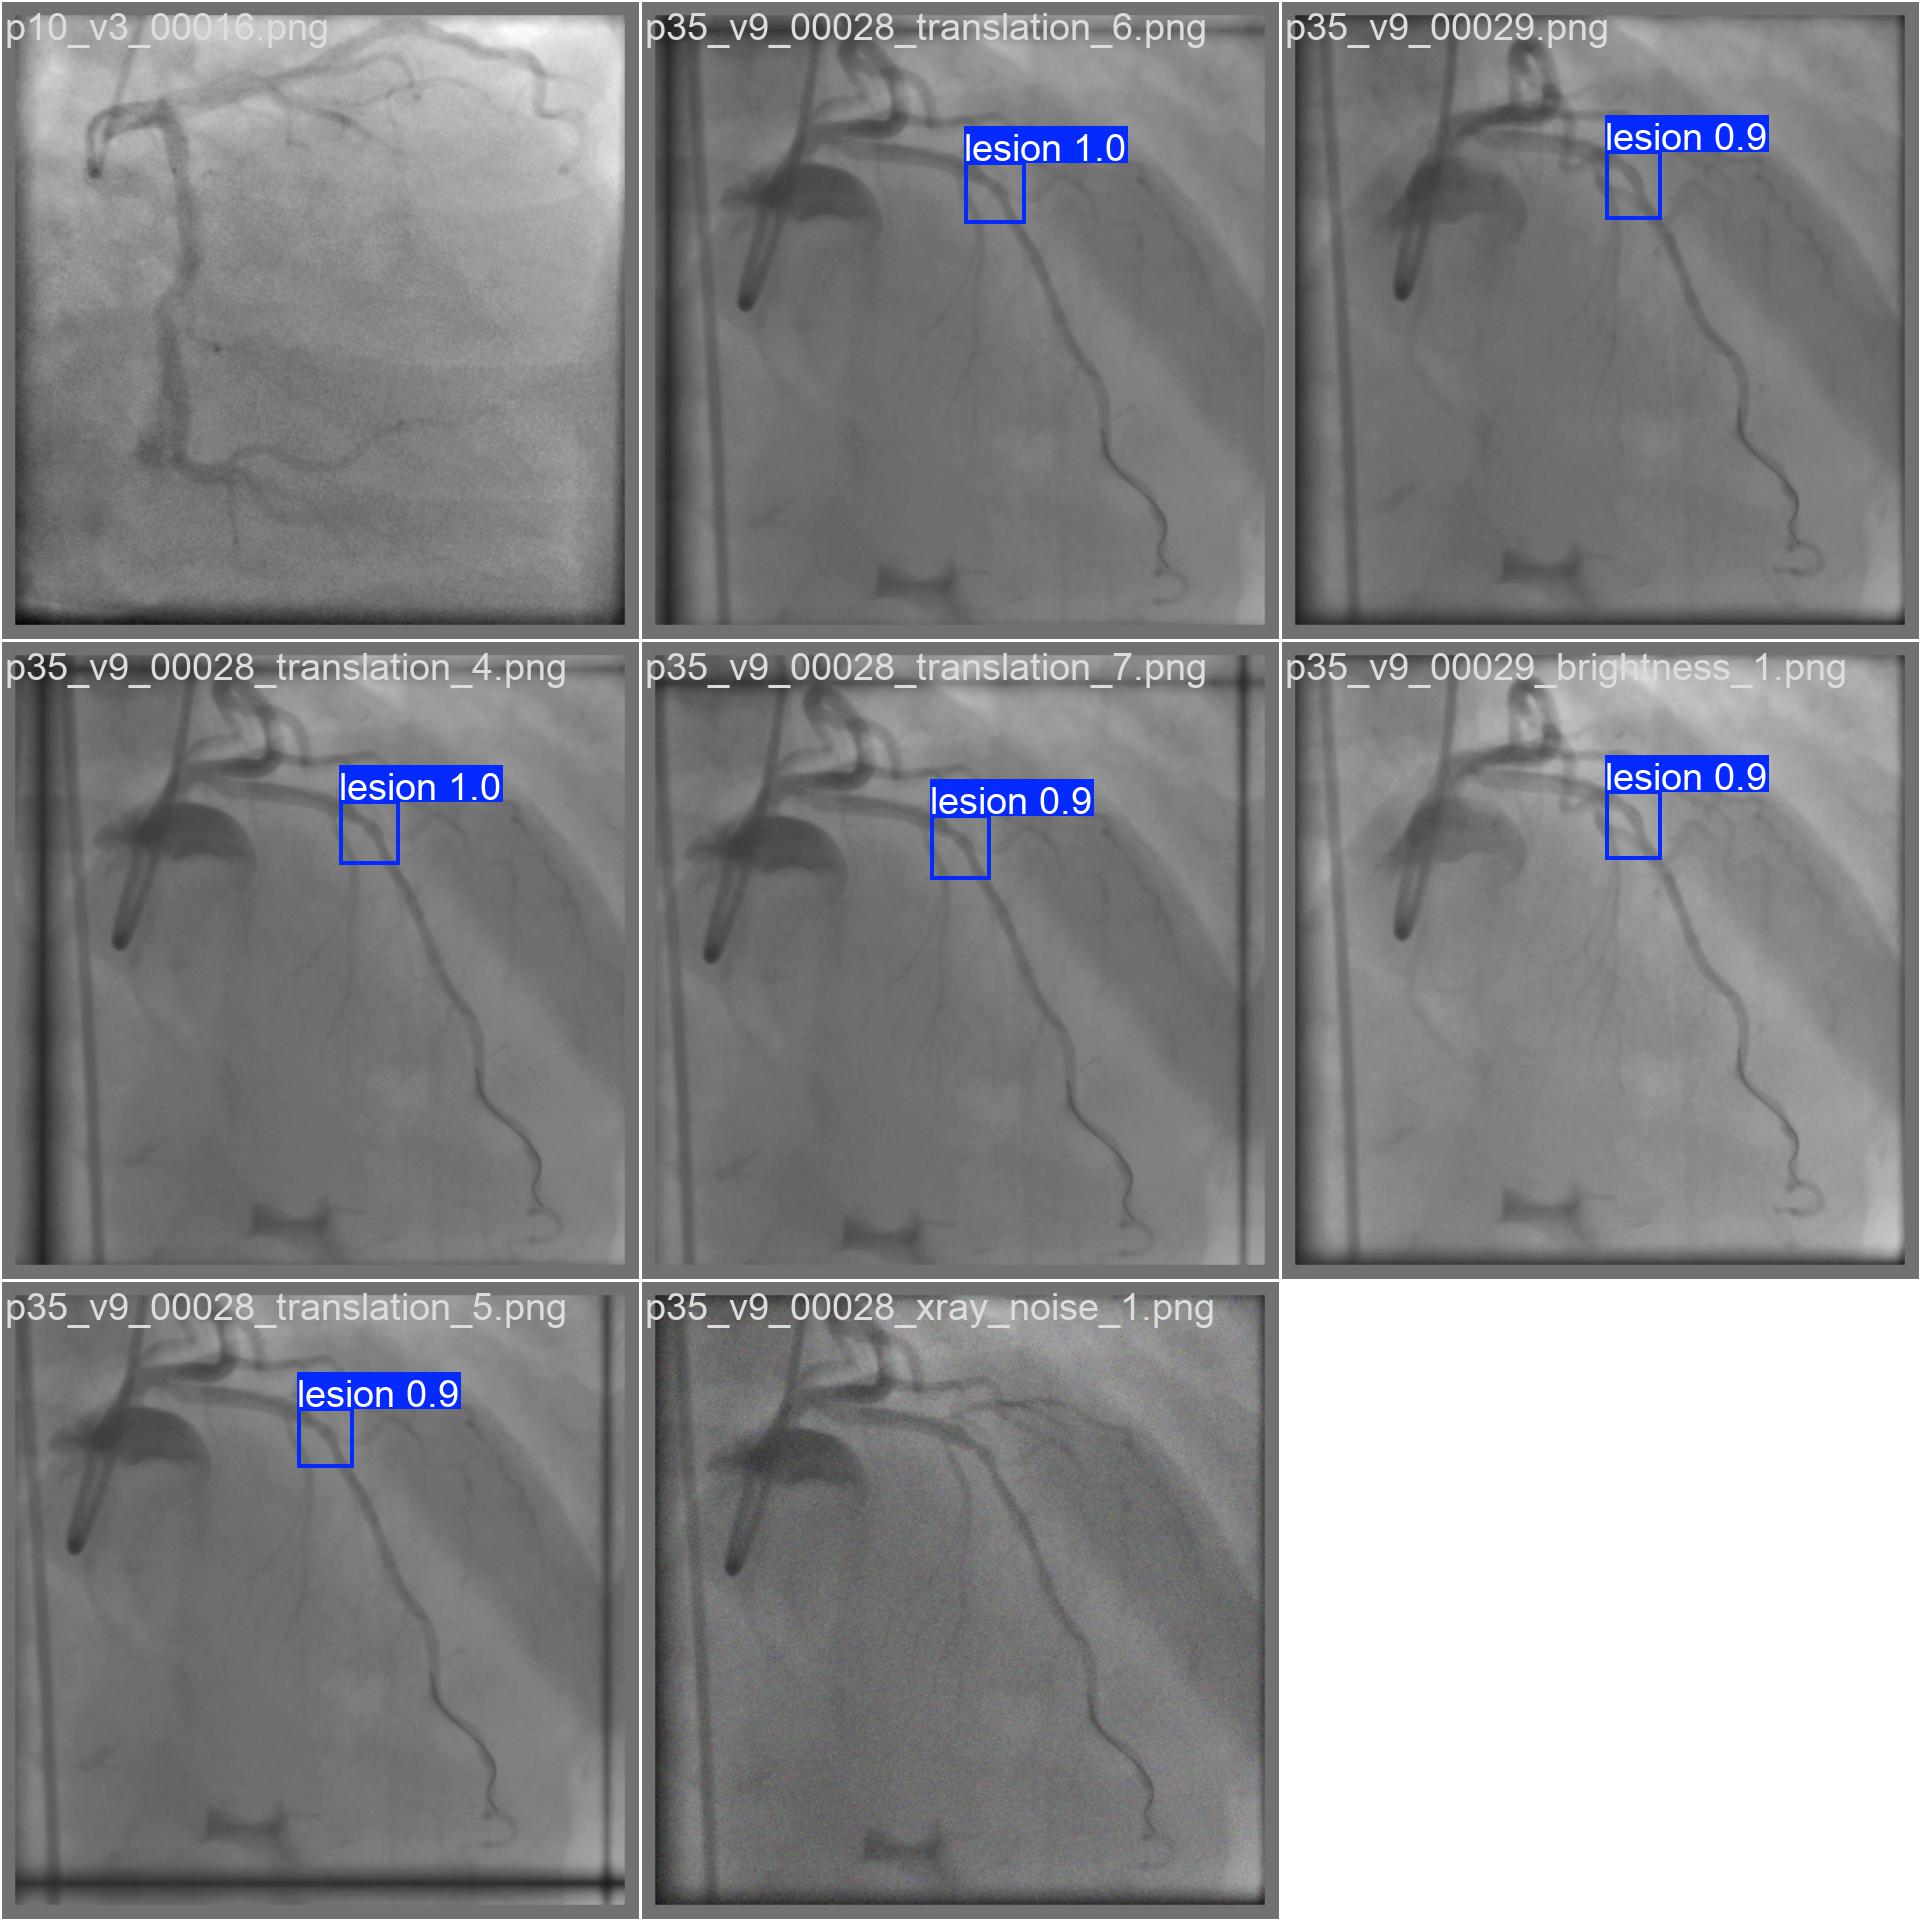 p10_v3_00016.png
p35_v9_00028_translation_6.png
lesion 1.0
p35_v9_00029.png
lesion 0.9
p35_v9_00028_translation_4.png
lesion 1.0
p35_v9_00028_translation_7.png
lesion 0.9
p35_v9_00029_brightness_1.png
lesion 0.9
p35_v9_00028_translation_5.png
lesion 0.9
p35_v9_00028_xray_noise_1.png